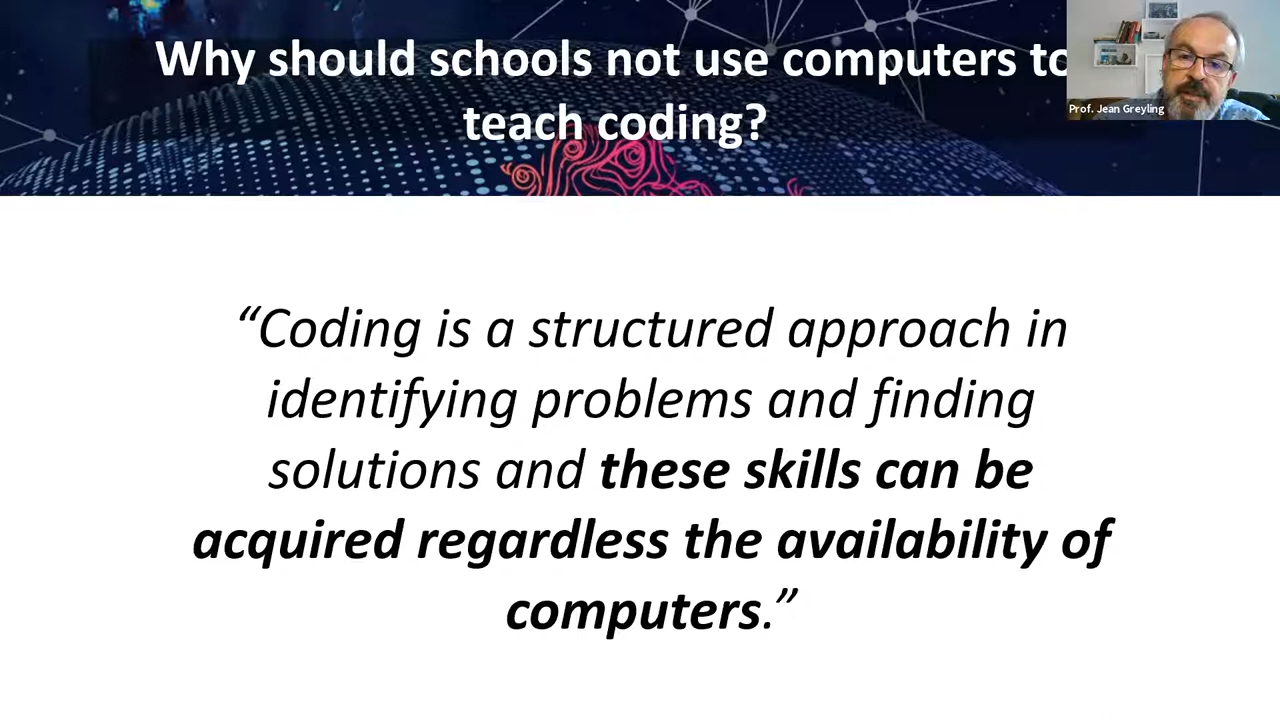 Why should schools not use computers to
teach coding?
Prof. Jean Greyling
“Coding is a structured approach in
identifying problems and finding
solutions and these skills can be
acquired regardless the availability of
computers.”